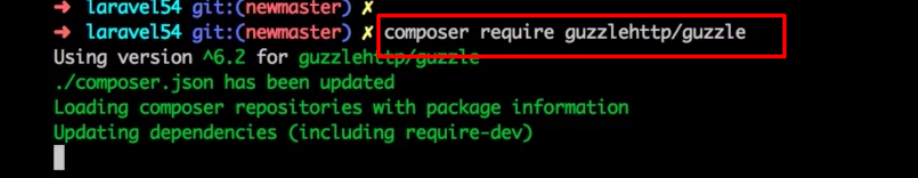 ➜ laravel54 git:(newmaster) ✗
➜ laravel54 git:(newmaster) ✗ composer require guzzlehttp/guzzle
Using version ^6.2 for guzzlehttp/guzzle
./composer.json has been updated
Loading composer repositories with package information
Updating dependencies (including require-dev)